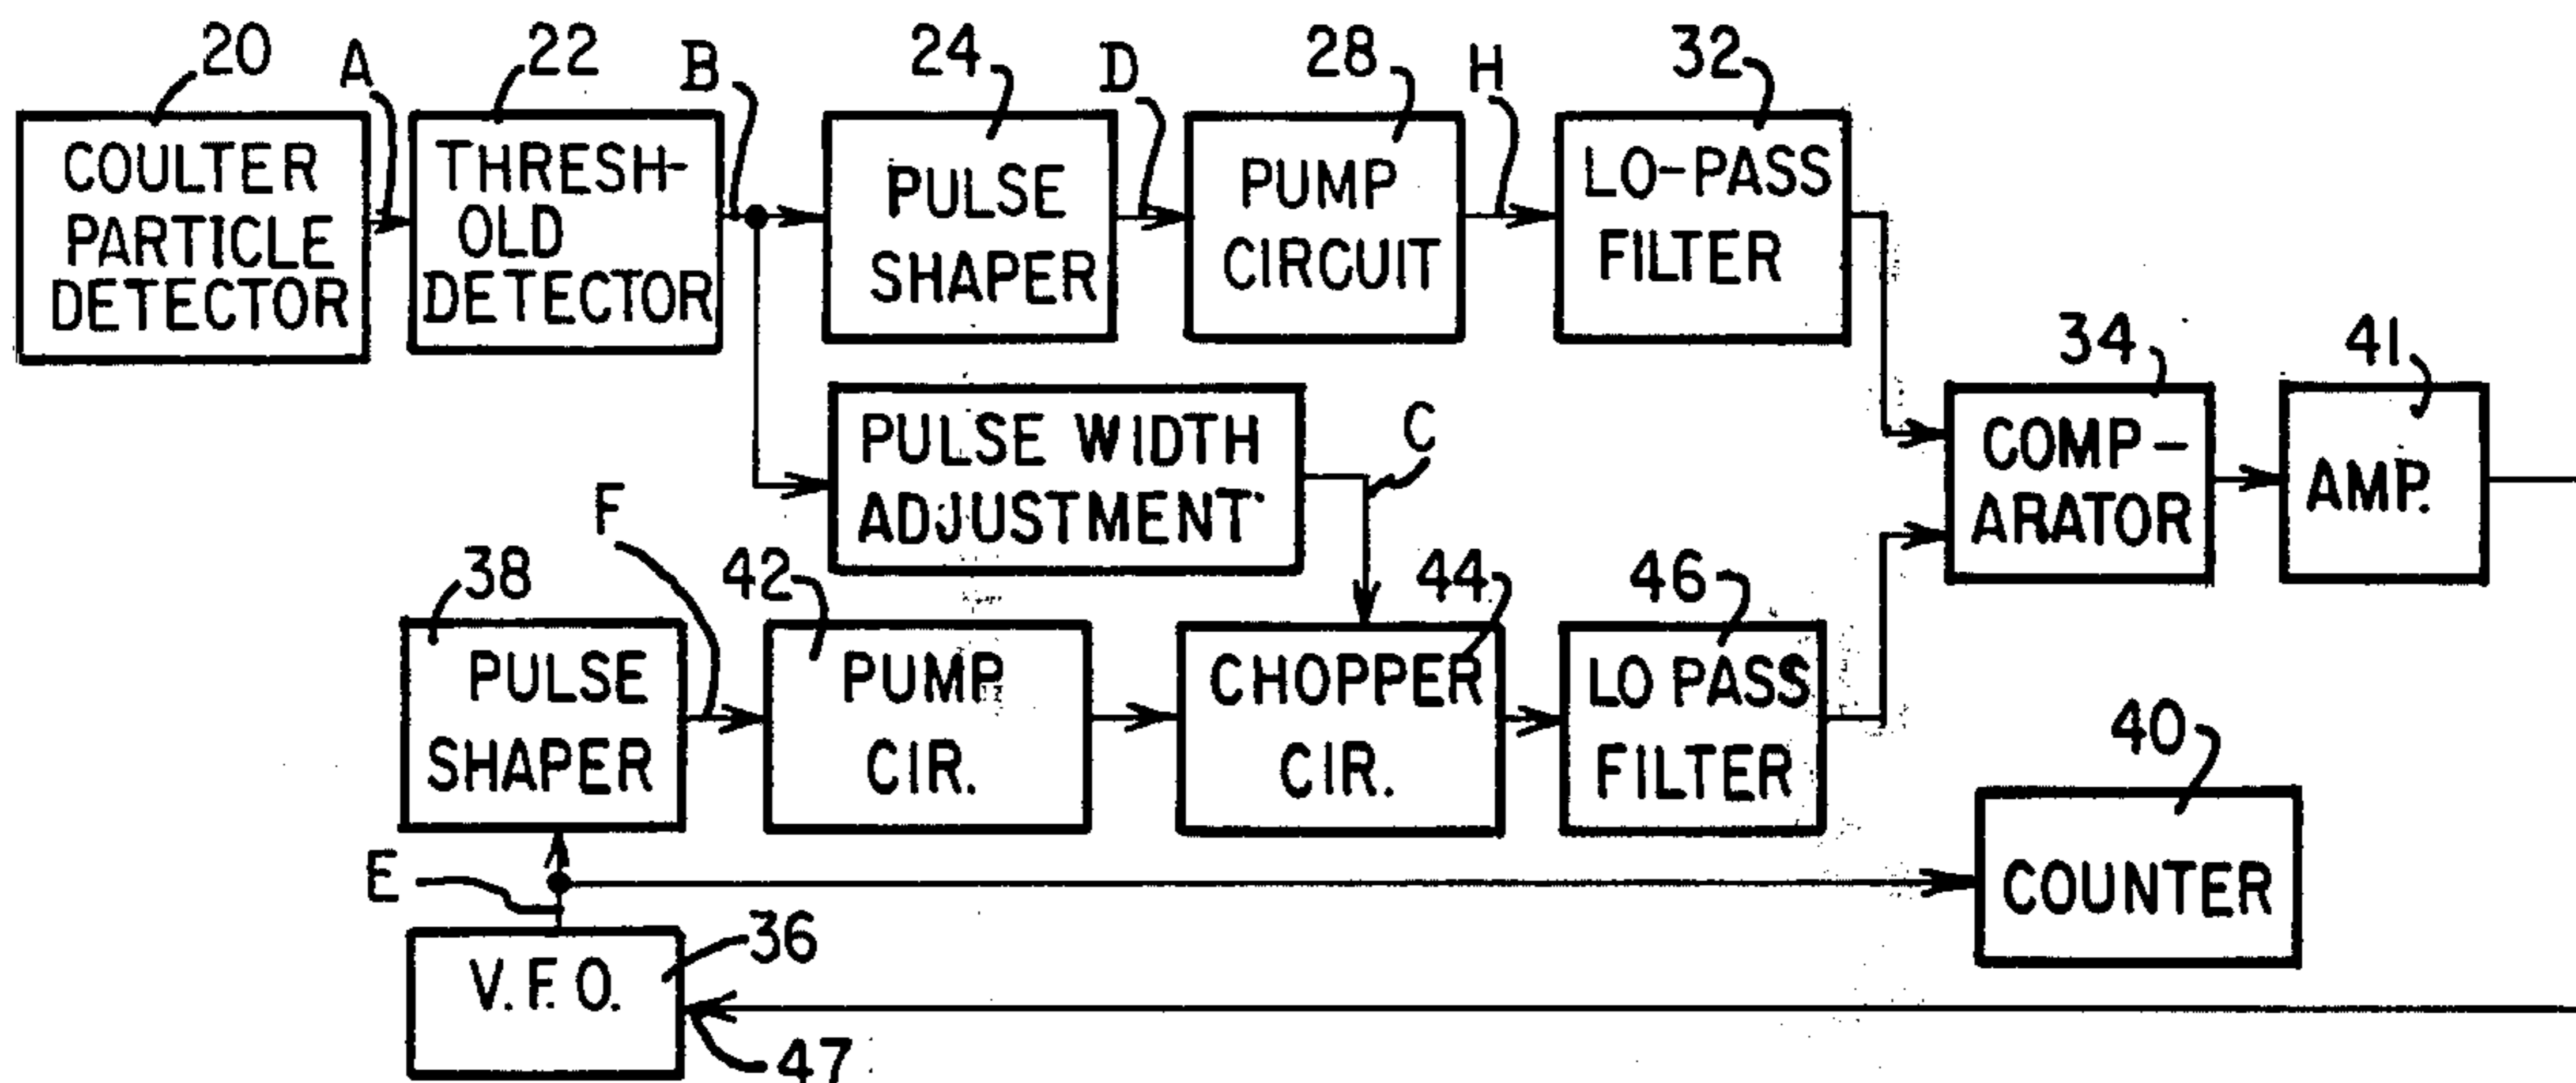 20
A
22
B
24
D
28
H
32
COULTER
PARTICLE
DETECTOR
THRESH-
OLD
DETECTOR
PULSE
SHAPER
PUMP
CIRCUIT
LO-PASS
FILTER
34
41
PULSE WIDTH
ADJUSTMENT
C
COMP-
ARATOR
AMP.
38
F
42
44
46
PULSE
SHAPER
PUMP
CIR.
CHOPPER
CIR.
LO PASS
FILTER
40
COUNTER
E
36
V.F.O.
47